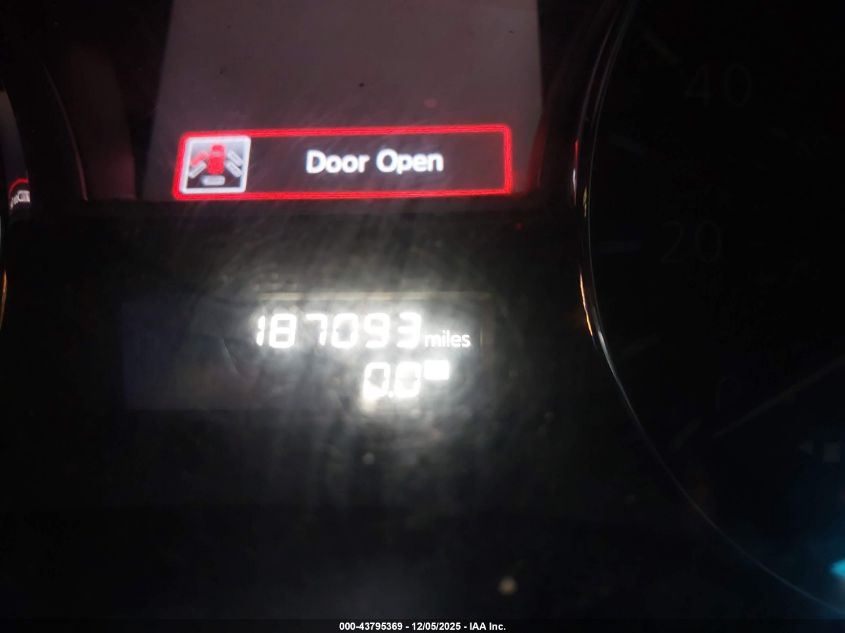 40
Door Open
20
187093 miles
0.0
000-43795369 - 12/05/2025 - IAA Inc.